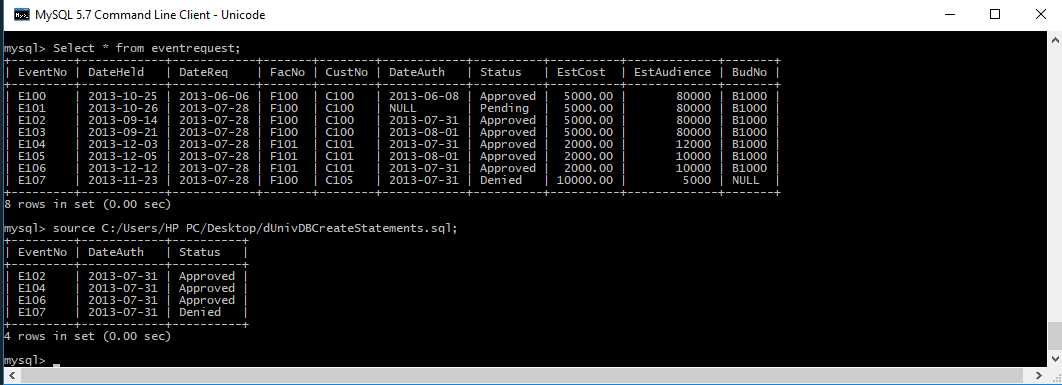 MySQL 5.7 Command Line Client - Unicode
mysql> Select * from eventrequest;
+---------+------------+------------+-------+--------+------------+----------+----------+-------------+-------+
| EventNo | DateHeld | DateReq | FacNo | CustNo | DateAuth | Status | EstCost | EstAudience | BudNo |
+---------+------------+------------+-------+--------+------------+----------+----------+-------------+-------+
| E100 | 2013-10-25 | 2013-06-06 | F100 | C100 | 2013-06-08 | Approved | 5000.00 | 80000 | B1000 |
| E101 | 2013-10-26 | 2013-07-28 | F100 | C100 | NULL | Pending | 5000.00 | 80000 | B1000 |
| E102 | 2013-09-14 | 2013-07-28 | F100 | C100 | 2013-07-31 | Approved | 5000.00 | 80000 | B1000 |
| E103 | 2013-09-21 | 2013-07-28 | F100 | C100 | 2013-08-01 | Approved | 5000.00 | 80000 | B1000 |
| E104 | 2013-12-03 | 2013-07-28 | F101 | C101 | 2013-07-31 | Approved | 2000.00 | 12000 | B1000 |
| E105 | 2013-12-05 | 2013-07-28 | F101 | C101 | 2013-08-01 | Approved | 2000.00 | 10000 | B1000 |
| E106 | 2013-12-12 | 2013-07-28 | F101 | C101 | 2013-07-31 | Approved | 2000.00 | 10000 | B1000 |
| E107 | 2013-11-23 | 2013-07-28 | F100 | C105 | 2013-07-31 | Denied | 10000.00 | 5000 | NULL |
+---------+------------+------------+-------+--------+------------+----------+----------+-------------+-------+
8 rows in set (0.00 sec)
mysql> source C:/Users/HP PC/Desktop/dUnivDBCreateStatements.sql;
+---------+------------+----------+
| EventNo | DateAuth | Status |
+---------+------------+----------+
| E102 | 2013-07-31 | Approved |
| E104 | 2013-07-31 | Approved |
| E106 | 2013-07-31 | Approved |
| E107 | 2013-07-31 | Denied |
+---------+------------+----------+
4 rows in set (0.00 sec)
mysql> _